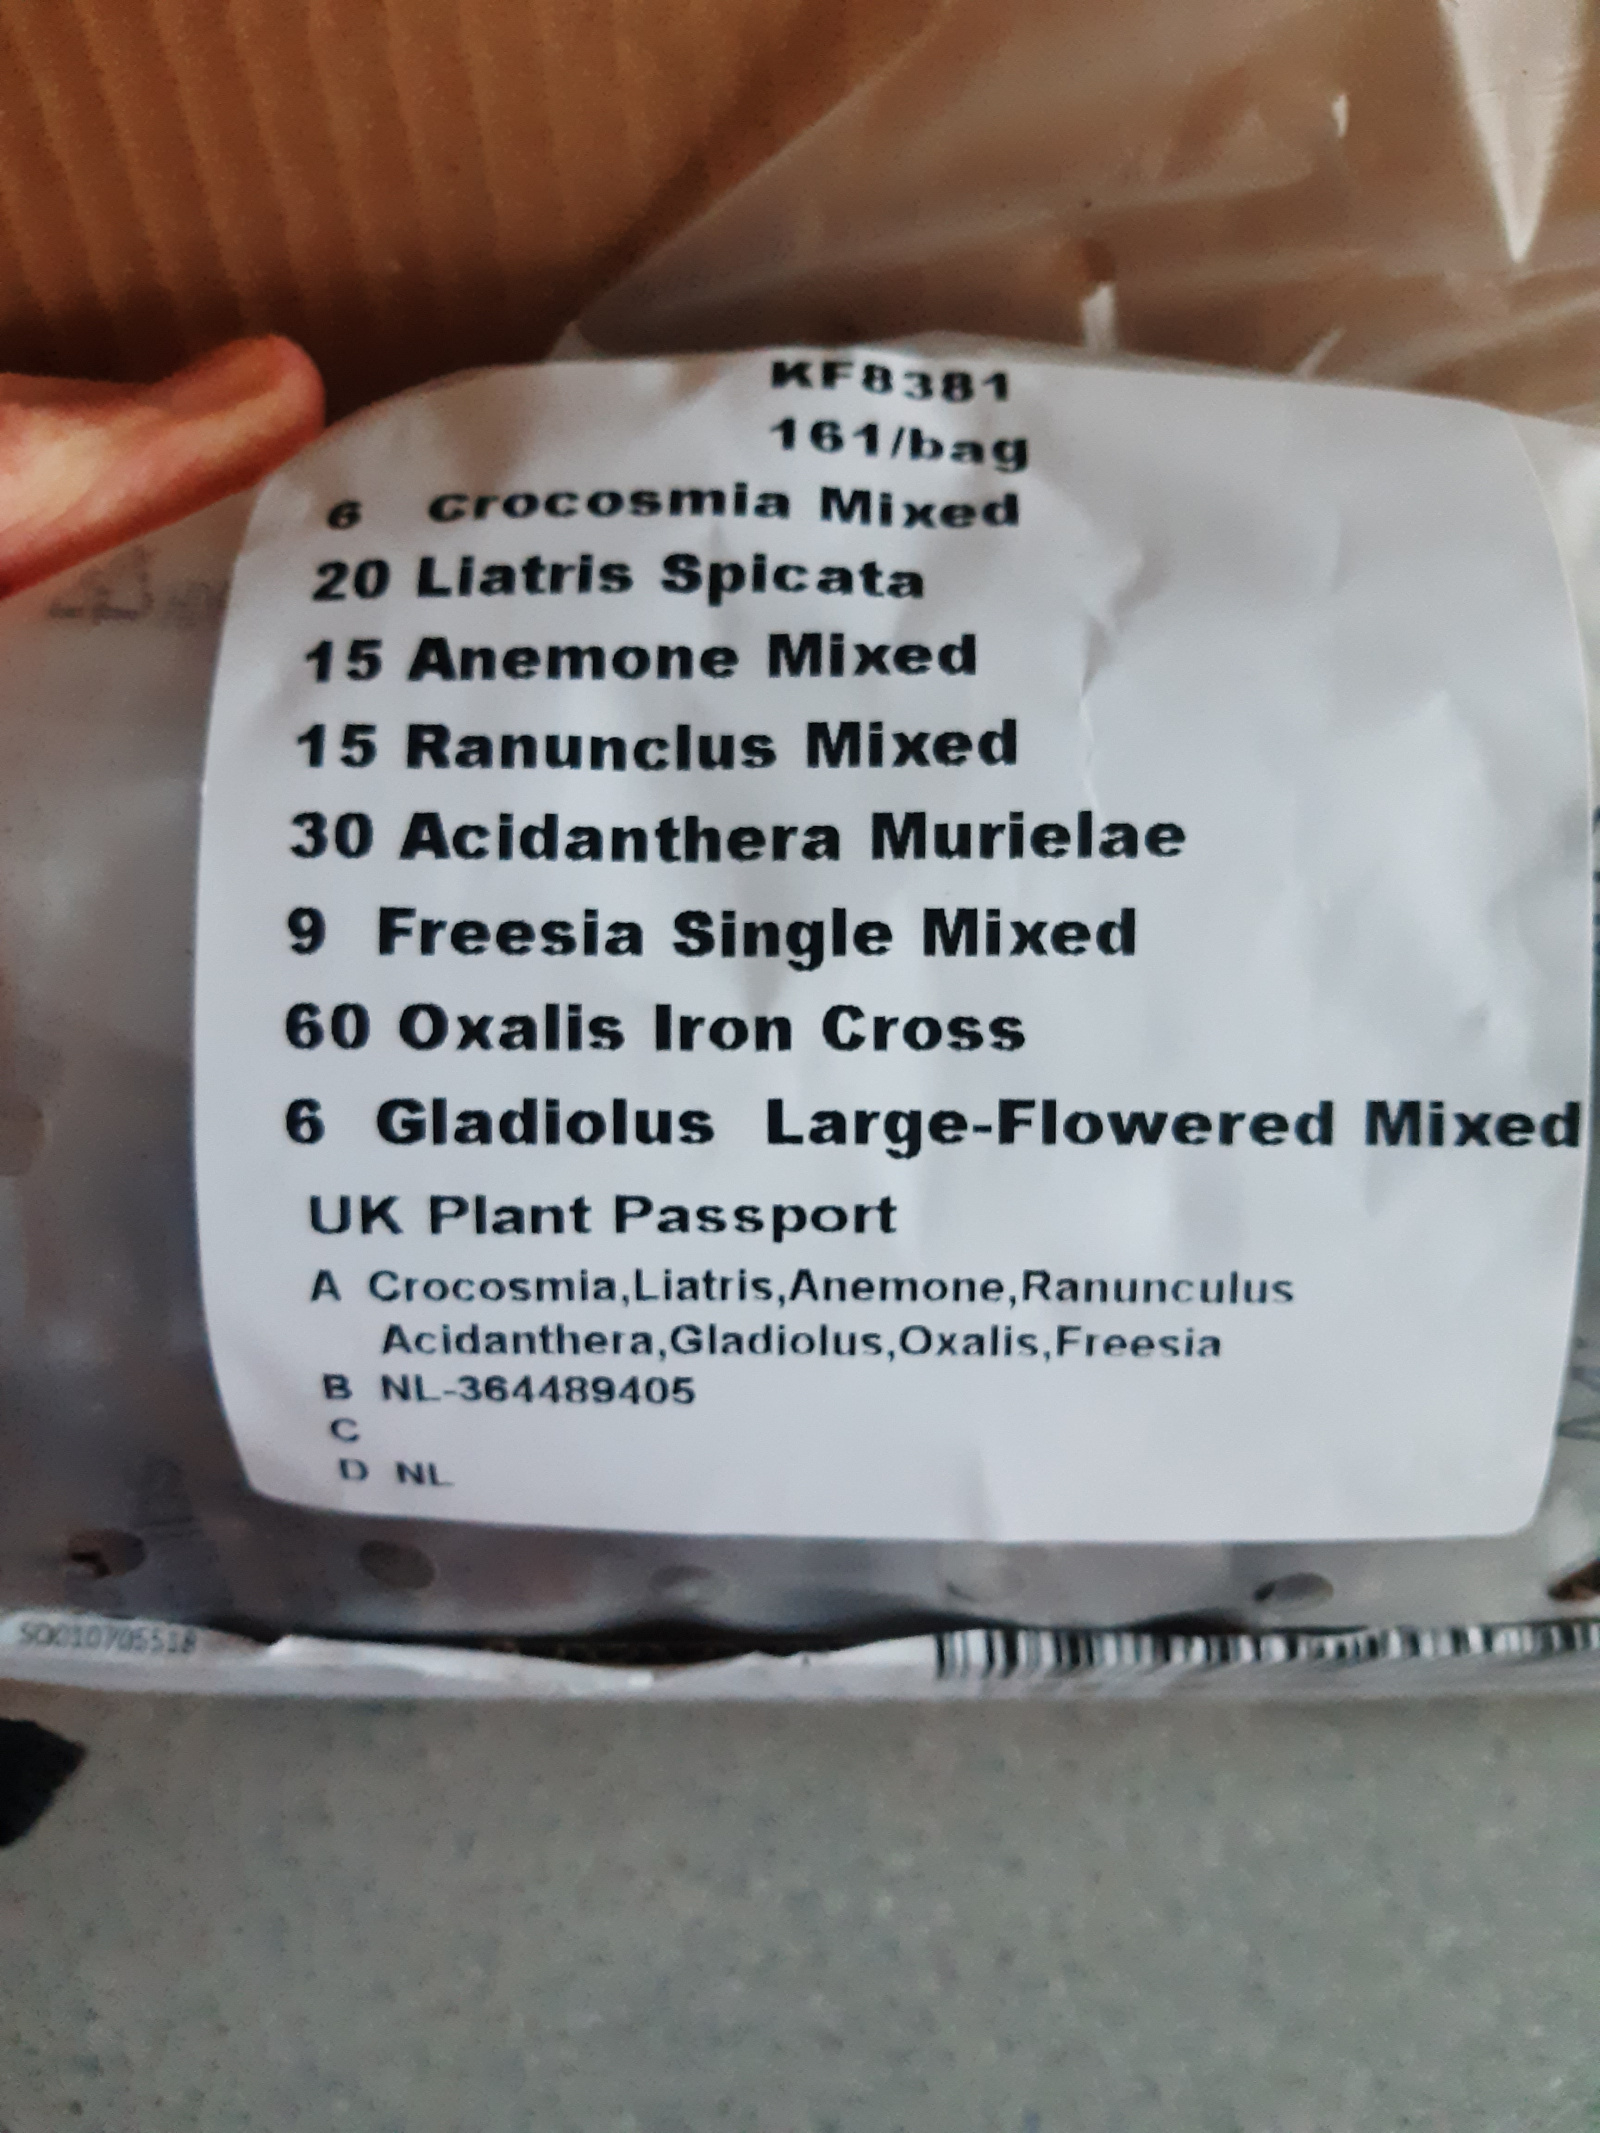 KF8381
161/bag
6 Crocosmia Mixed
20 Liatris Spicata
15 Anemone Mixed
15 Ranunclus Mixed
30 Acidanthera Murielae
9 Freesia Single Mixed
60 Oxalis Iron Cross
6 Gladiolus Large-Flowered Mixed
UK Plant Passport
A Crocosmia,Liatris,Anemone,Ranunculus
Acidanthera,Gladiolus,Oxalis,Freesia
B NL-364489405
C
D NL
SO010705518